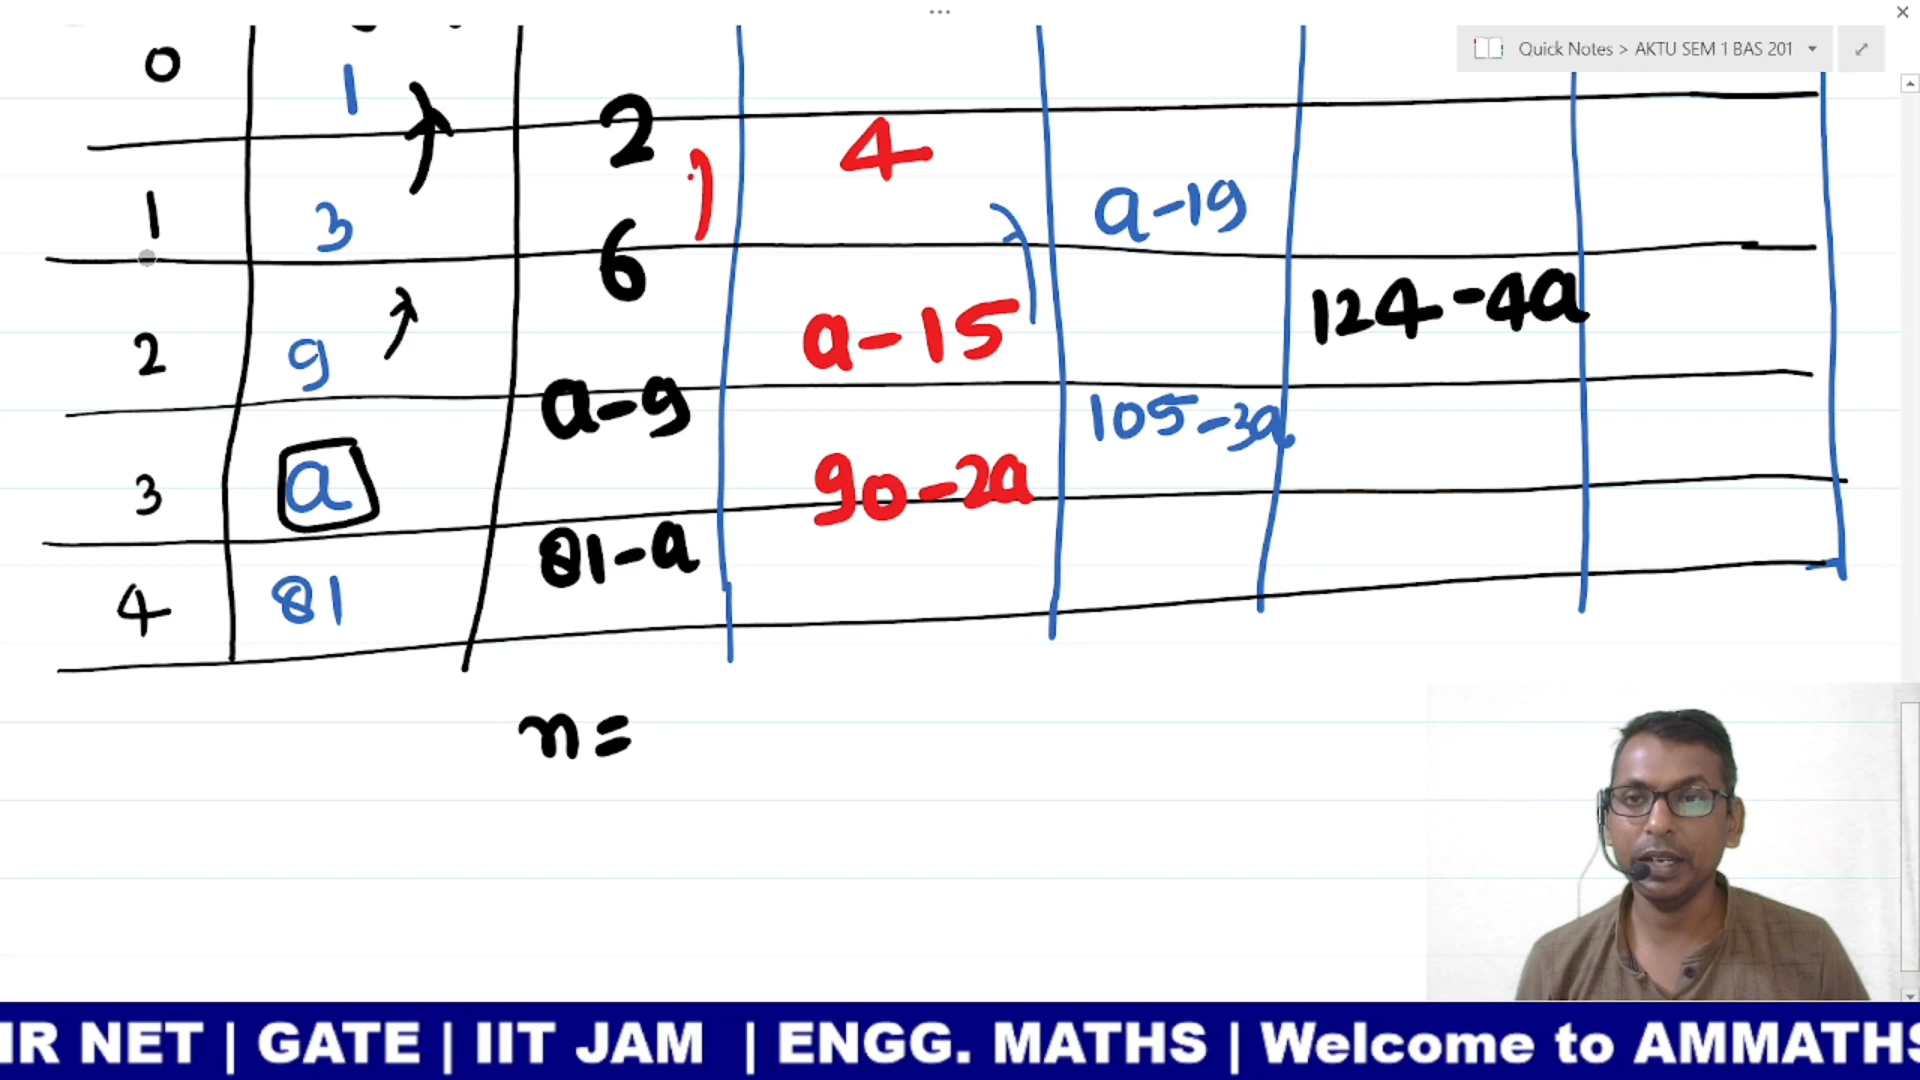 Quick Notes > AKTU SEM 1 BAS 201
0 1
2 4
1 3 a-19
6
2 9 a-15 124-4a
a-9 105-3a
3 a 90-2a
81-a
4 81
n=
IR NET | GATE | IIT JAM | ENGG. MATHS | Welcome to AMMATHS